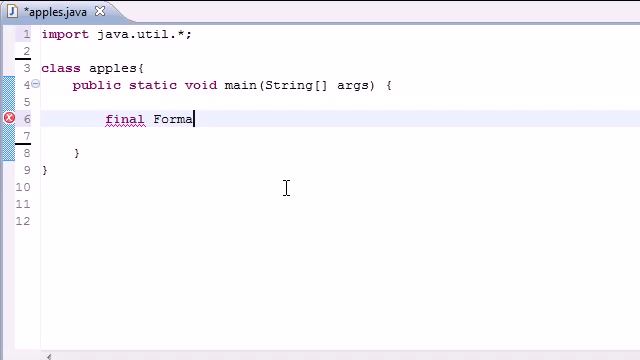 *apples.java
1 import java.util.*;
2
3 class apples{
4 public static void main(String[] args) {
5
6 final Forma
7
8 }
9 }
10
11
12